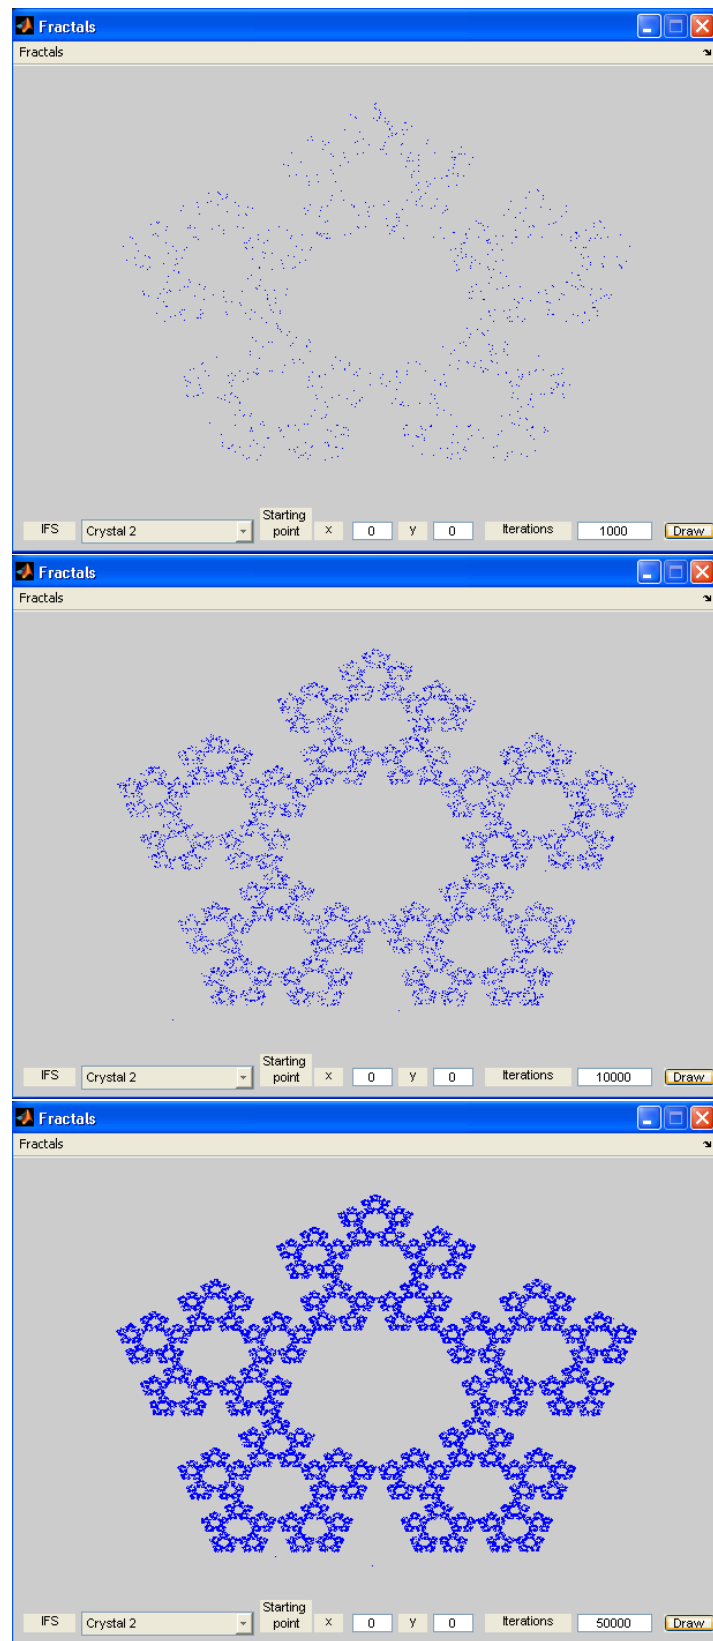 Fractals
Fractals
Starting
IFS Crystal 2 point x 0 y 0 Iterations 1000 Draw
Fractals
Fractals
Starting
IFS Crystal 2 point x 0 y 0 Iterations 10000 Draw
Fractals
Fractals
Starting
IFS Crystal 2 point x 0 y 0 Iterations 50000 Draw